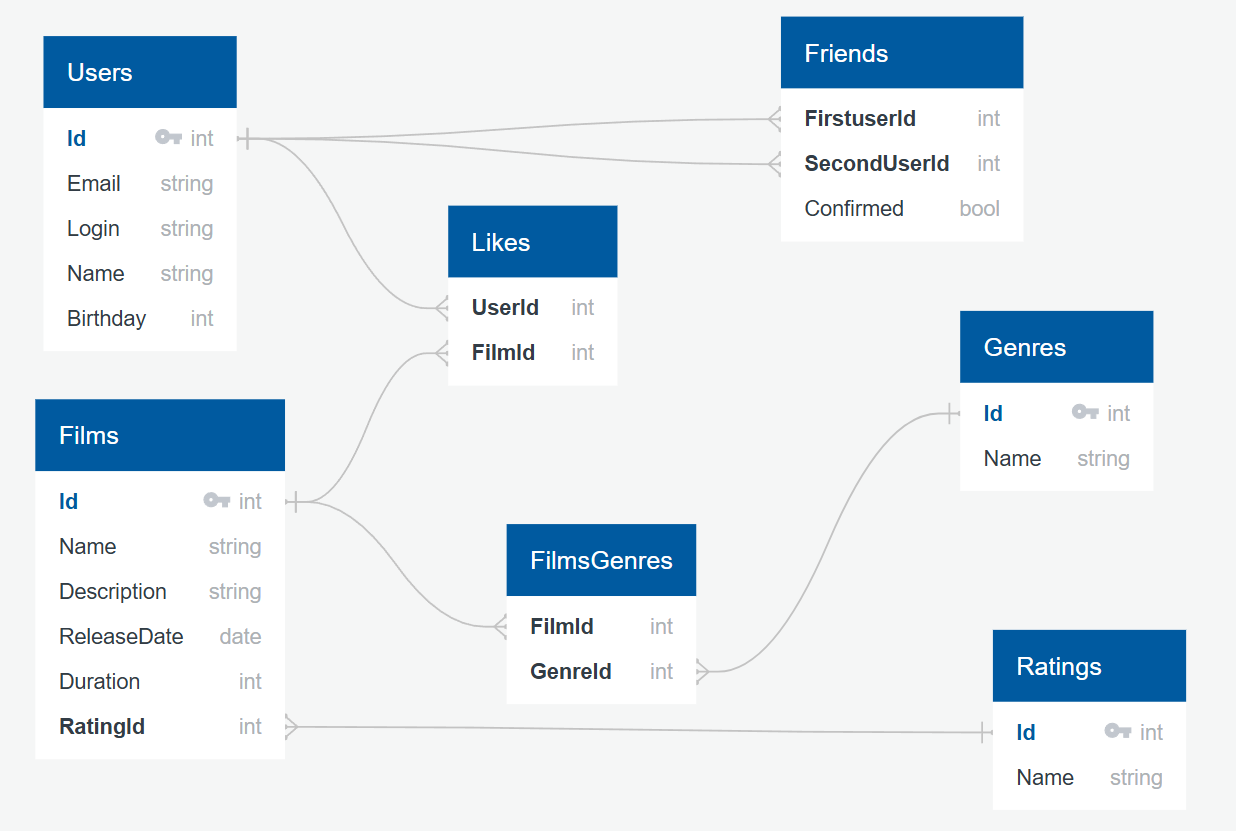 Users
Id int
Email string
Login string
Name string
Birthday int
Friends
FirstuserId int
SecondUserId int
Confirmed bool
Likes
UserId int
FilmId int
Genres
Id int
Name string
Films
Id int
Name string
Description string
ReleaseDate date
Duration int
RatingId int
FilmsGenres
FilmId int
GenreId int
Ratings
Id int
Name string